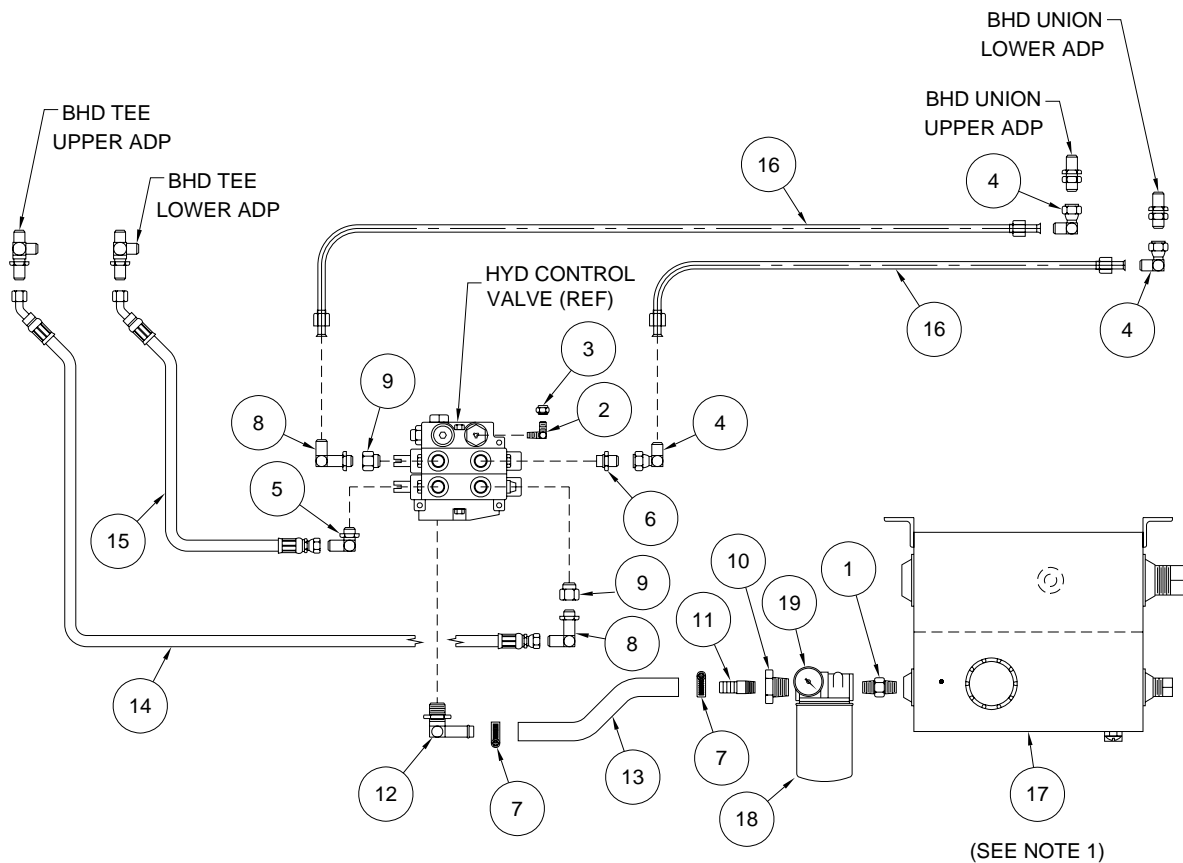 BHD UNION
LOWER ADP
BHD UNION
UPPER ADP
BHD TEE
UPPER ADP
BHD TEE
LOWER ADP
16
4
HYD CONTROL
VALVE (REF)
16
4
3
9
2
8
4
5
6
15
10
1
9
19
11
8
14
7
13
12
7
18
17
(SEE NOTE 1)